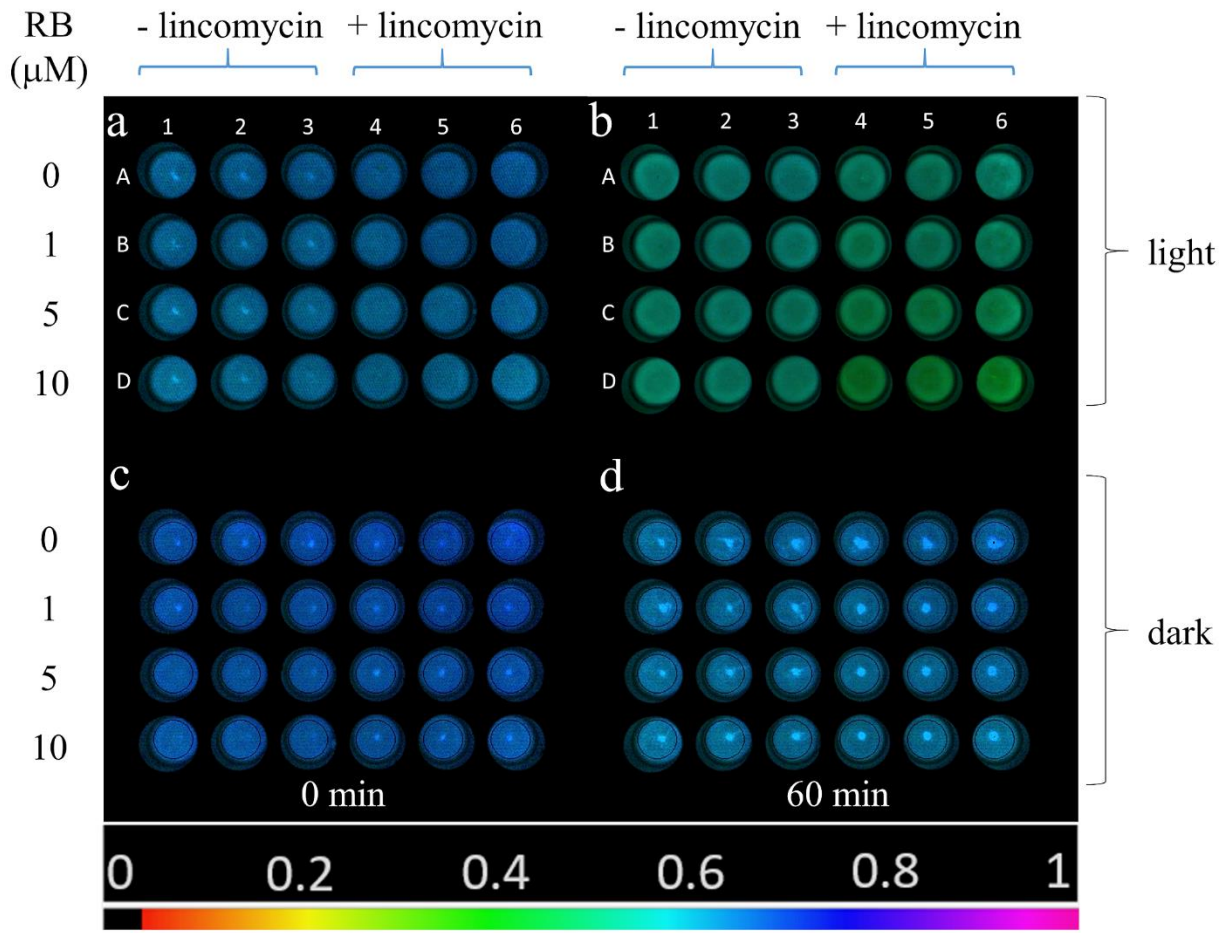 RB - lincomycin + lincomycin - lincomycin + lincomycin
(μM)
a 1 2 3 4 5 6 b 1 2 3 4 5 6
0 A A
1 B B light
5 C C
10 D D
c d
0
1 dark
5
10
0 min 60 min
0 0.2 0.4 0.6 0.8 1